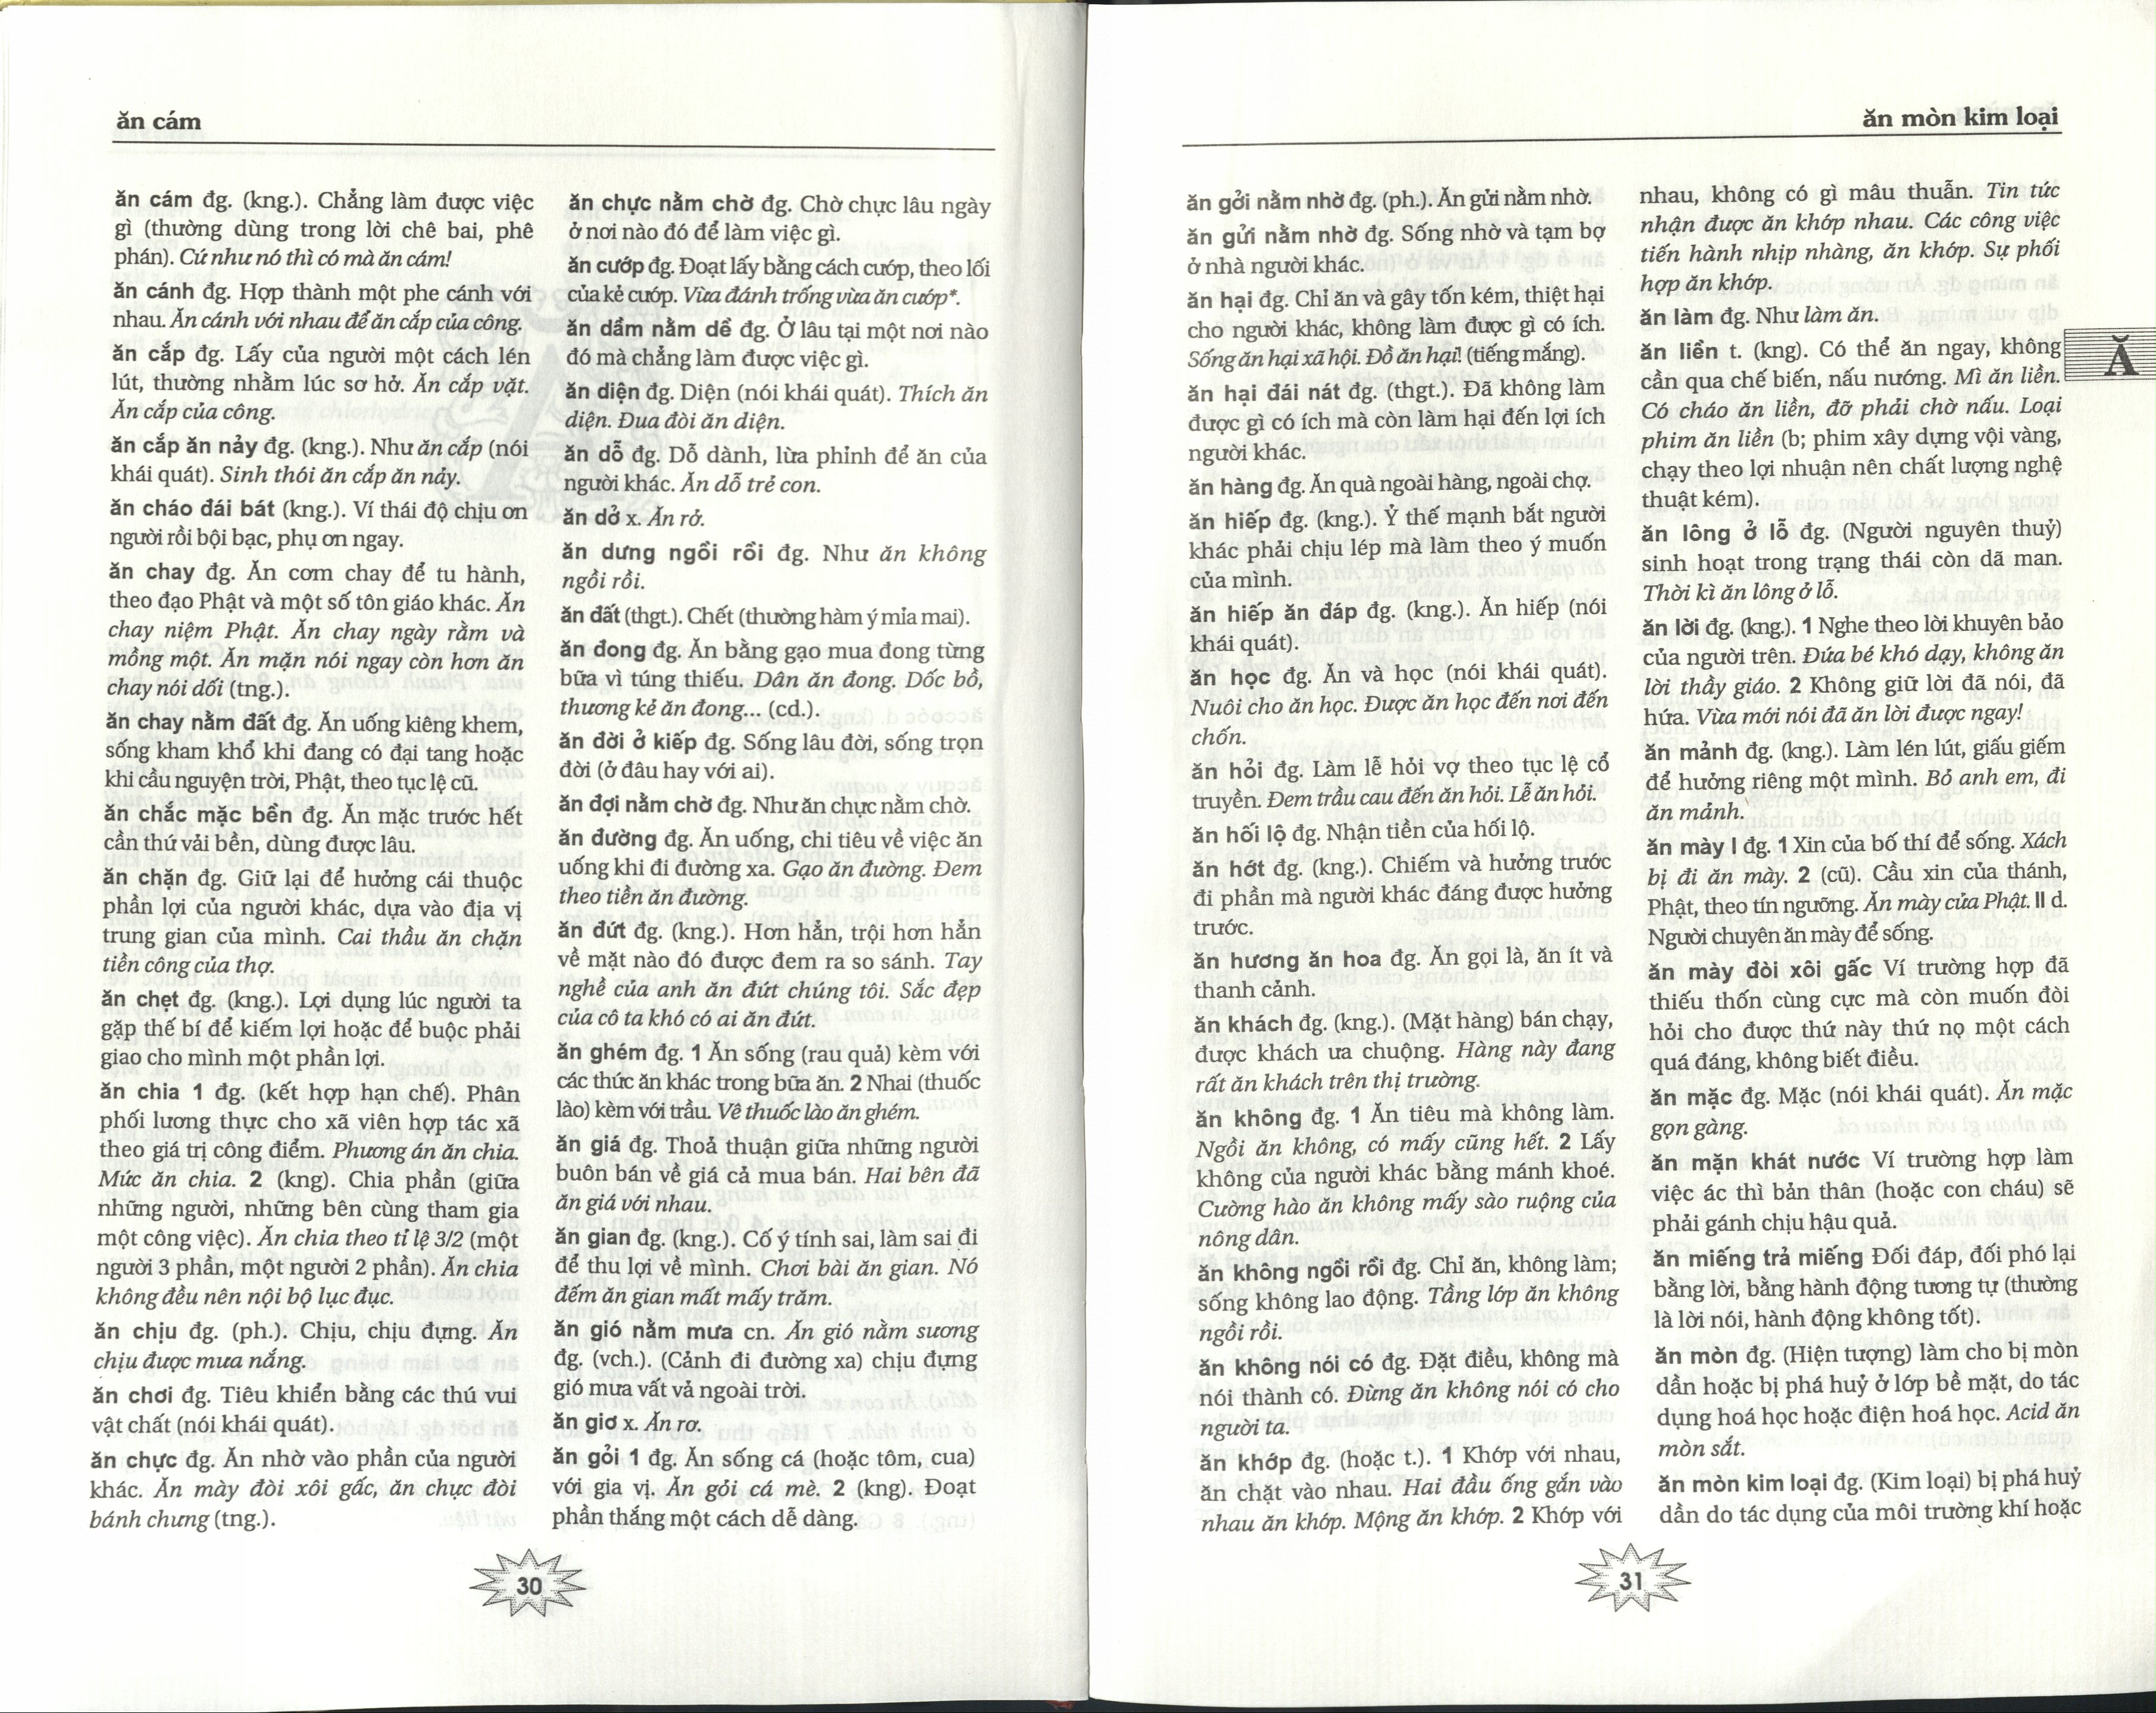 ăn cám
ăn cám đg. (kng.). Chẳng làm được việc
gì (thường dùng trong lời chê bai, phê
phán). Cứ như nó thì có mà ăn cám!
ăn cánh đg. Hợp thành một phe cánh với
nhau. Ăn cánh với nhau để ăn cắp của công.
ăn cắp đg. Lấy của người một cách lén
lút, thường nhằm lúc sơ hở. Ăn cắp vặt.
Ăn cắp của công.
ăn cắp ăn nảy đg. (kng.). Như ăn cắp (nói
khái quát). Sinh thói ăn cắp ăn nảy.
ăn cháo đái bát (kng.). Ví thái độ chịu ơn
người rồi bội bạc, phụ ơn ngay.
ăn chay đg. Ăn cơm chay để tu hành,
theo đạo Phật và một số tôn giáo khác. Ăn
chay niệm Phật. Ăn chay ngày rằm và
mồng một. Ăn mặn nói ngay còn hơn ăn
chay nói dối (tng.).
ăn chay nằm đất đg. Ăn uống kiêng khem,
sống kham khổ khi đang có đại tang hoặc
khi cầu nguyện trời, Phật, theo tục lệ cũ.
ăn chắc mặc bền đg. Ăn mặc trước hết
cần thứ vải bền, dùng được lâu.
ăn chặn đg. Giữ lại để hưởng cái thuộc
phần lợi của người khác, dựa vào địa vị
trung gian của mình. Cai thầu ăn chặn
tiền công của thợ.
ăn chẹt đg. (kng.). Lợi dụng lúc người ta
gặp thế bí để kiếm lợi hoặc để buộc phải
giao cho mình một phần lợi.
ăn chia 1 đg. (kết hợp hạn chế). Phân
phối lương thực cho xã viên hợp tác xã
theo giá trị công điểm. Phương án ăn chia.
Mức ăn chia. 2 (kng). Chia phần (giữa
những người, những bên cùng tham gia
một công việc). Ăn chia theo tỉ lệ 3/2 (một
người 3 phần, một người 2 phần). Ăn chia
không đều nên nội bộ lục đục.
ăn chịu đg. (ph.). Chịu, chịu đựng. Ăn
chịu được mưa nắng.
ăn chơi đg. Tiêu khiển bằng các thú vui
vật chất (nói khái quát).
ăn chực đg. Ăn nhờ vào phần của người
khác. Ăn mày đòi xôi gấc, ăn chực đòi
bánh chưng (tng.).
ăn chực nằm chờ đg. Chờ chực lâu ngày
ở nơi nào đó để làm việc gì.
ăn cướp đg. Đoạt lấy bằng cách cướp, theo lối
của kẻ cướp. Vừa đánh trống vừa ăn cướp*.
ăn dầm nằm dề đg. Ở lâu tại một nơi nào
đó mà chẳng làm được việc gì.
ăn diện đg. Diện (nói khái quát). Thích ăn
diện. Đua đòi ăn diện.
ăn dỗ đg. Dỗ dành, lừa phỉnh để ăn của
người khác. Ăn dỗ trẻ con.
ăn dở x. Ăn rở.
ăn dưng ngồi rồi đg. Như ăn không
ngồi rồi.
ăn đất (thgt.). Chết (thường hàm ý mỉa mai).
ăn đong đg. Ăn bằng gạo mua đong từng
bữa vì túng thiếu. Dân ăn đong. Dốc bồ,
thương kẻ ăn đong... (cd.).
ăn đời ở kiếp đg. Sống lâu đời, sống trọn
đời (ở đâu hay với ai).
ăn đợi nằm chờ đg. Như ăn chực nằm chờ.
ăn đường đg. Ăn uống, chi tiêu về việc ăn
uống khi đi đường xa. Gạo ăn đường. Đem
theo tiền ăn đường.
ăn đứt đg. (kng.). Hơn hẳn, trội hơn hẳn
về mặt nào đó được đem ra so sánh. Tay
nghề của anh ăn đứt chúng tôi. Sắc đẹp
của cô ta khó có ai ăn đứt.
ăn ghém đg. 1 Ăn sống (rau quả) kèm với
các thức ăn khác trong bữa ăn. 2 Nhai (thuốc
lào) kèm với trầu. Vê thuốc lào ăn ghém.
ăn giá đg. Thoả thuận giữa những người
buôn bán về giá cả mua bán. Hai bên đã
ăn giá với nhau.
ăn gian đg. (kng.). Cố ý tính sai, làm sai đi
để thu lợi về mình. Chơi bài ăn gian. Nó
đếm ăn gian mất mấy trăm.
ăn gió nằm mưa cn. Ăn gió nằm sương
đg. (vch.). (Cảnh đi đường xa) chịu đựng
gió mưa vất vả ngoài trời.
ăn giơ x. Ăn rơ.
ăn gỏi 1 đg. Ăn sống cá (hoặc tôm, cua)
với gia vị. Ăn gỏi cá mè. 2 (kng). Đoạt
phần thắng một cách dễ dàng.
30
ăn mòn kim loại
ăn gởi nằm nhờ đg. (ph.). Ăn gửi nằm nhờ.
ăn gửi nằm nhờ đg. Sống nhờ và tạm bợ
ở nhà người khác.
ăn hại đg. Chỉ ăn và gây tốn kém, thiệt hại
cho người khác, không làm được gì có ích.
Sống ăn hại xã hội. Đồ ăn hại! (tiếng mắng).
ăn hại đái nát đg. (thgt.). Đã không làm
được gì có ích mà còn làm hại đến lợi ích
người khác.
ăn hàng đg. Ăn quà ngoài hàng, ngoài chợ.
ăn hiếp đg. (kng.). Ỷ thế mạnh bắt người
khác phải chịu lép mà làm theo ý muốn
của mình.
ăn hiếp ăn đáp đg. (kng.). Ăn hiếp (nói
khái quát).
ăn học đg. Ăn và học (nói khái quát).
Nuôi cho ăn học. Được ăn học đến nơi đến
chốn.
ăn hỏi đg. Làm lễ hỏi vợ theo tục lệ cổ
truyền. Đem trầu cau đến ăn hỏi. Lễ ăn hỏi.
ăn hối lộ đg. Nhận tiền của hối lộ.
ăn hớt đg. (kng.). Chiếm và hưởng trước
đi phần mà người khác đáng được hưởng
trước.
ăn hương ăn hoa đg. Ăn gọi là, ăn ít và
thanh cảnh.
ăn khách đg. (kng.). (Mặt hàng) bán chạy,
được khách ưa chuộng. Hàng này đang
rất ăn khách trên thị trường.
ăn không đg. 1 Ăn tiêu mà không làm.
Ngồi ăn không, có mấy cũng hết. 2 Lấy
không của người khác bằng mánh khoé.
Cường hào ăn không mấy sào ruộng của
nông dân.
ăn không ngồi rồi đg. Chỉ ăn, không làm;
sống không lao động. Tầng lớp ăn không
ngồi rồi.
ăn không nói có đg. Đặt điều, không mà
nói thành có. Đừng ăn không nói có cho
người ta.
ăn khớp đg. (hoặc t.). 1 Khớp với nhau,
ăn chặt vào nhau. Hai đầu ống gắn vào
nhau ăn khớp. Mộng ăn khớp. 2 Khớp với
nhau, không có gì mâu thuẫn. Tin tức
nhận được ăn khớp nhau. Các công việc
tiến hành nhịp nhàng, ăn khớp. Sự phối
hợp ăn khớp.
ăn làm đg. Như làm ăn.
ăn liền t. (kng). Có thể ăn ngay, không
cần qua chế biến, nấu nướng. Mì ăn liền.
Có cháo ăn liền, đỡ phải chờ nấu. Loại
phim ăn liền (b; phim xây dựng vội vàng,
chạy theo lợi nhuận nên chất lượng nghệ
thuật kém).
ăn lông ở lỗ đg. (Người nguyên thuỷ)
sinh hoạt trong trạng thái còn dã man.
Thời kì ăn lông ở lỗ.
ăn lời đg. (kng.). 1 Nghe theo lời khuyên bảo
của người trên. Đứa bé khó dạy, không ăn
lời thầy giáo. 2 Không giữ lời đã nói, đã
hứa. Vừa mới nói đã ăn lời được ngay!
ăn mảnh đg. (kng.). Làm lén lút, giấu giếm
để hưởng riêng một mình. Bỏ anh em, đi
ăn mảnh.
ăn mày I đg. 1 Xin của bố thí để sống. Xách
bị đi ăn mày. 2 (cũ). Cầu xin của thánh,
Phật, theo tín ngưỡng. Ăn mày của Phật. II d.
Người chuyên ăn mày để sống.
ăn mày đòi xôi gấc Ví trường hợp đã
thiếu thốn cùng cực mà còn muốn đòi
hỏi cho được thứ này thứ nọ một cách
quá đáng, không biết điều.
ăn mặc đg. Mặc (nói khái quát). Ăn mặc
gọn gàng.
ăn mặn khát nước Ví trường hợp làm
việc ác thì bản thân (hoặc con cháu) sẽ
phải gánh chịu hậu quả.
ăn miếng trả miếng Đối đáp, đối phó lại
bằng lời, bằng hành động tương tự (thường
là lời nói, hành động không tốt).
ăn mòn đg. (Hiện tượng) làm cho bị mòn
dần hoặc bị phá huỷ ở lớp bề mặt, do tác
dụng hoá học hoặc điện hoá học. Acid ăn
mòn sắt.
ăn mòn kim loại đg. (Kim loại) bị phá huỷ
dần do tác dụng của môi trường khí hoặc
Ă
31